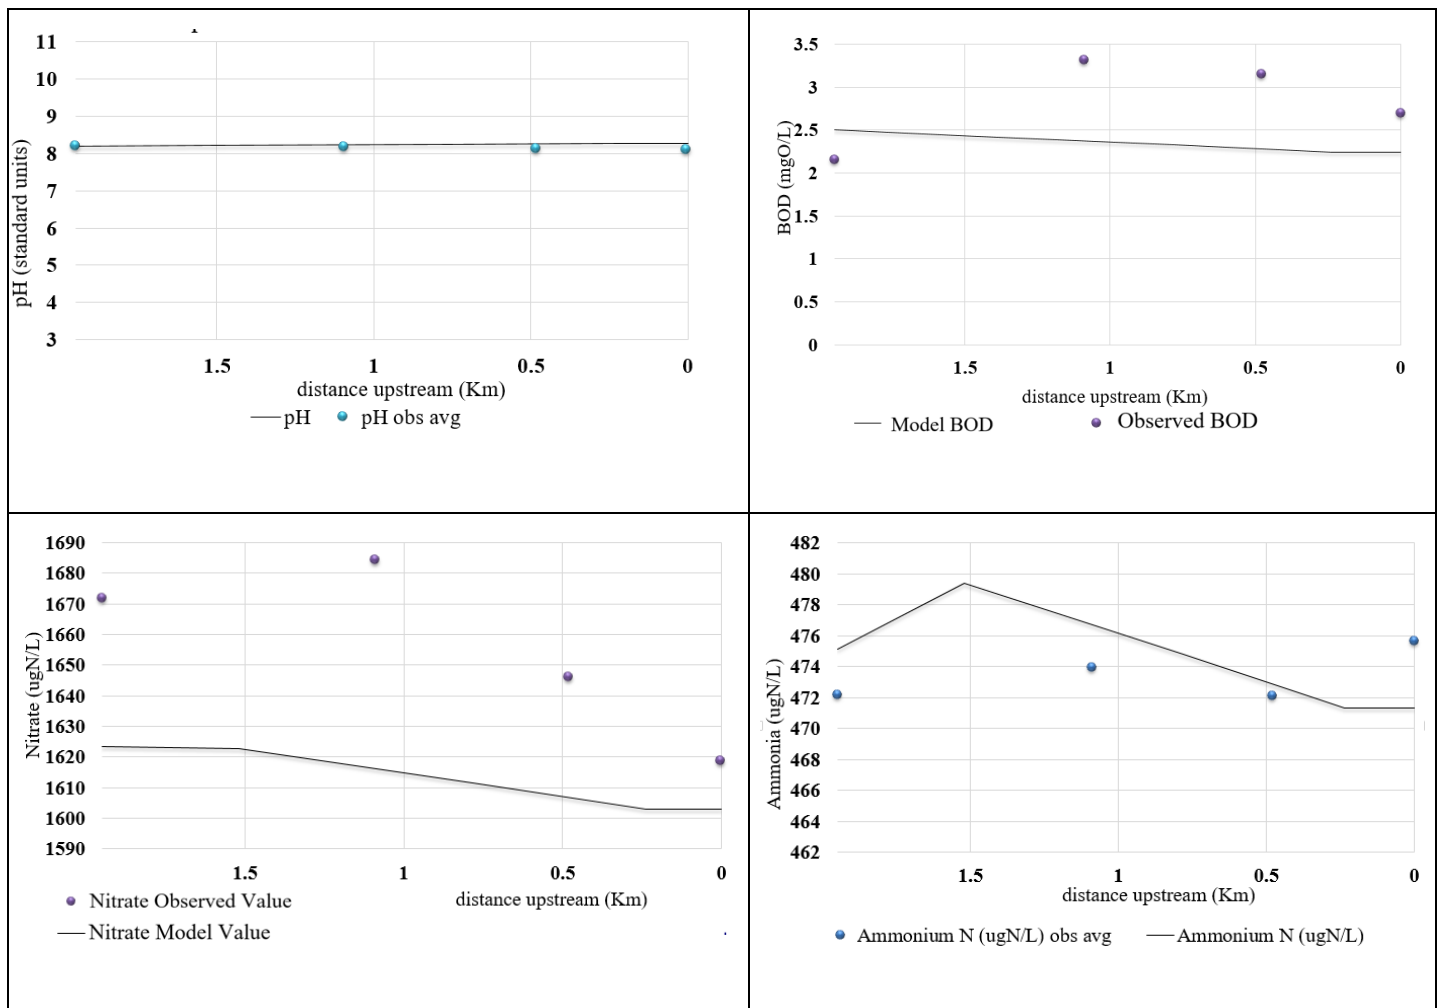 11
10
9
8
7
6
5
4
3
pH (standard units)
1.5 1 0.5 0
distance upstream (Km)
pH pH obs avg
3.5
3
2.5
2
1.5
1
0.5
0
BOD (mgO/L)
1.5 1 0.5 0
distance upstream (Km)
Model BOD Observed BOD
1690
1680
1670
1660
1650
1640
1630
1620
1610
1600
1590
Nitrate (ugN/L)
1.5 1 0.5 0
distance upstream (Km)
Nitrate Observed Value
Nitrate Model Value
482
480
478
476
474
472
470
468
466
464
462
Ammonia (ugN/L)
1.5 1 0.5 0
distance upstream (Km)
Ammonium N (ugN/L) obs avg Ammonium N (ugN/L)